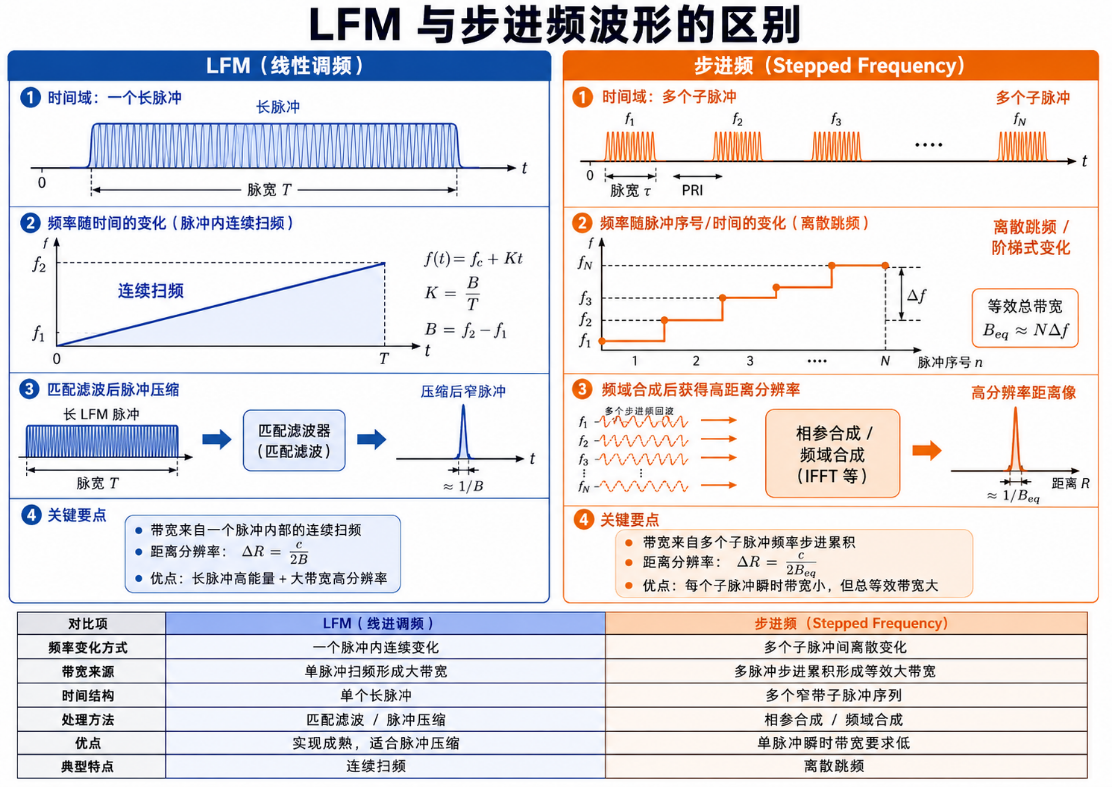 LFM 与步进频波形的区别
LFM（线性调频）
1 时间域：一个长脉冲
长脉冲
0
t
脉宽 T
2 频率随时间的变化（脉冲内连续扫频）
f
f₂
连续扫频
f₁
0
T
t
f(t) = f_c + Kt
K = B/T
B = f₂ − f₁
3 匹配滤波后脉冲压缩
长 LFM 脉冲
脉宽 T
匹配滤波器
（匹配滤波）
压缩后窄脉冲
t
≈ 1/B
4 关键要点
• 带宽来自一个脉冲内部的连续扫频
• 距离分辨率： ΔR = c/2B
• 优点：长脉冲高能量 + 大带宽高分辨率
步进频（Stepped Frequency）
1 时间域：多个子脉冲
多个子脉冲
f₁ f₂ f₃ f_N
····
0
t
脉宽 τ
PRI
2 频率随脉冲序号/时间的变化（离散跳频）
离散跳频 /
阶梯式变化
f
f_N
f₃
f₂
f₁
Δf
1 2 3 ···· N
脉冲序号 n
等效总带宽
B_eq ≈ NΔf
3 频域合成后获得高距离分辨率
多个步进频回波
f₁
f₂
f₃
⋮ ⋮
f_N
相参合成 /
频域合成
（IFFT 等）
高分辨率距离像
距离 R
≈ 1/B_eq
4 关键要点
• 带宽来自多个子脉冲频率步进累积
• 距离分辨率： ΔR = c/2B_eq
• 优点：每个子脉冲瞬时带宽小，但总等效带宽大
对比项 LFM（线进调频） 步进频（Stepped Frequency）
频率变化方式 一个脉冲内连续变化 多个子脉冲间离散变化
带宽来源 单脉冲扫频形成大带宽 多脉冲步进累积形成等效大带宽
时间结构 单个长脉冲 多个窄带子脉冲序列
处理方法 匹配滤波 / 脉冲压缩 相参合成 / 频域合成
优点 实现成熟，适合脉冲压缩 单脉冲瞬时带宽要求低
典型特点 连续扫频 离散跳频